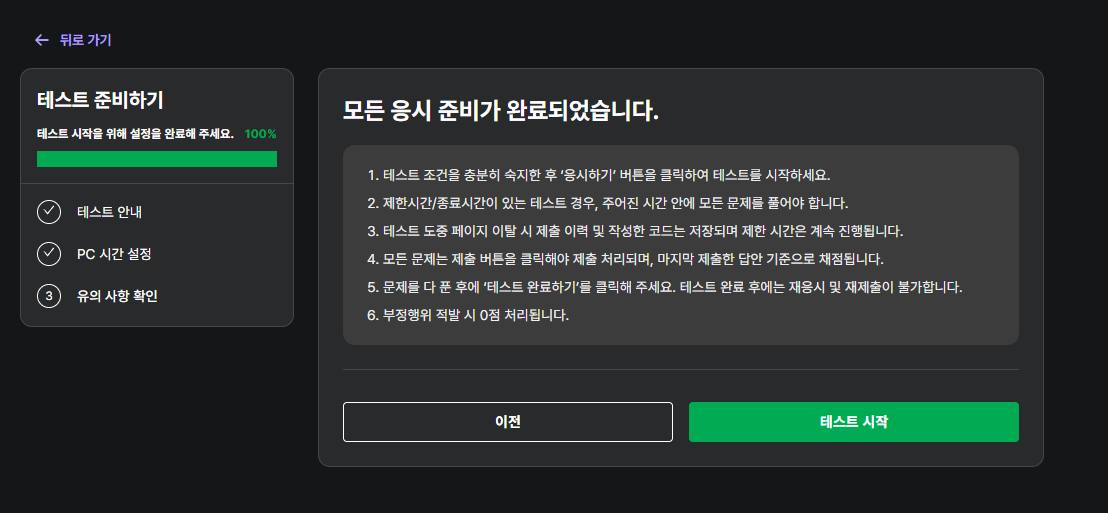 뒤로 가기
테스트 준비하기
테스트 시작을 위해 설정을 완료해 주세요. 100%
테스트 안내
PC 시간 설정
3 유의 사항 확인
모든 응시 준비가 완료되었습니다.
1. 테스트 조건을 충분히 숙지한 후 ‘응시하기’ 버튼을 클릭하여 테스트를 시작하세요.
2. 제한시간/종료시간이 있는 테스트 경우, 주어진 시간 안에 모든 문제를 풀어야 합니다.
3. 테스트 도중 페이지 이탈 시 제출 이력 및 작성한 코드는 저장되며 제한 시간은 계속 진행됩니다.
4. 모든 문제는 제출 버튼을 클릭해야 제출 처리되며, 마지막 제출한 답안 기준으로 채점됩니다.
5. 문제를 다 푼 후에 ‘테스트 완료하기’를 클릭해 주세요. 테스트 완료 후에는 재응시 및 재제출이 불가합니다.
6. 부정행위 적발 시 0점 처리됩니다.
이전
테스트 시작